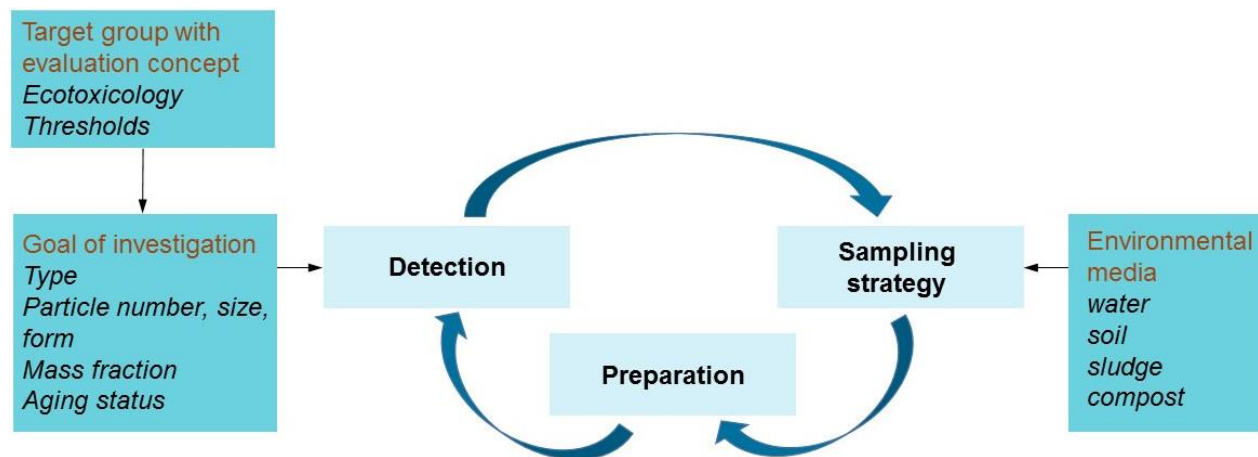 Target group with
evaluation concept
Ecotoxicology
Thresholds
Goal of investigation
Type
Particle number, size,
form
Mass fraction
Aging status
Detection
Sampling
strategy
Preparation
Environmental
media
water
soil
sludge
compost